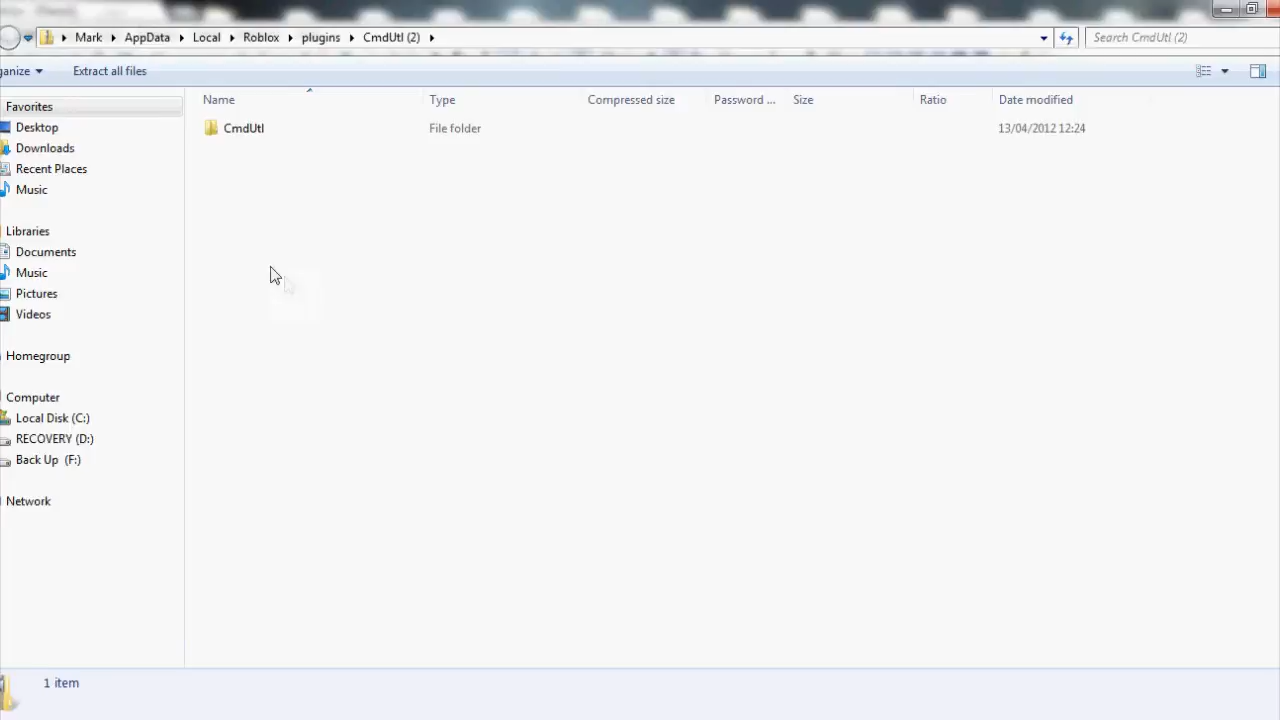 Mark AppData Local Roblox plugins CmdUtl (2) Search CmdUtl (2)
anize Extract all files
Name Type Compressed size Password ... Size Ratio Date modified
Favorites
CmdUtl File folder 13/04/2012 12:24
Desktop
Downloads
Recent Places
Music
Libraries
Documents
Music
Pictures
Videos
Homegroup
Computer
Local Disk (C:)
RECOVERY (D:)
Back Up (F:)
Network
1 item